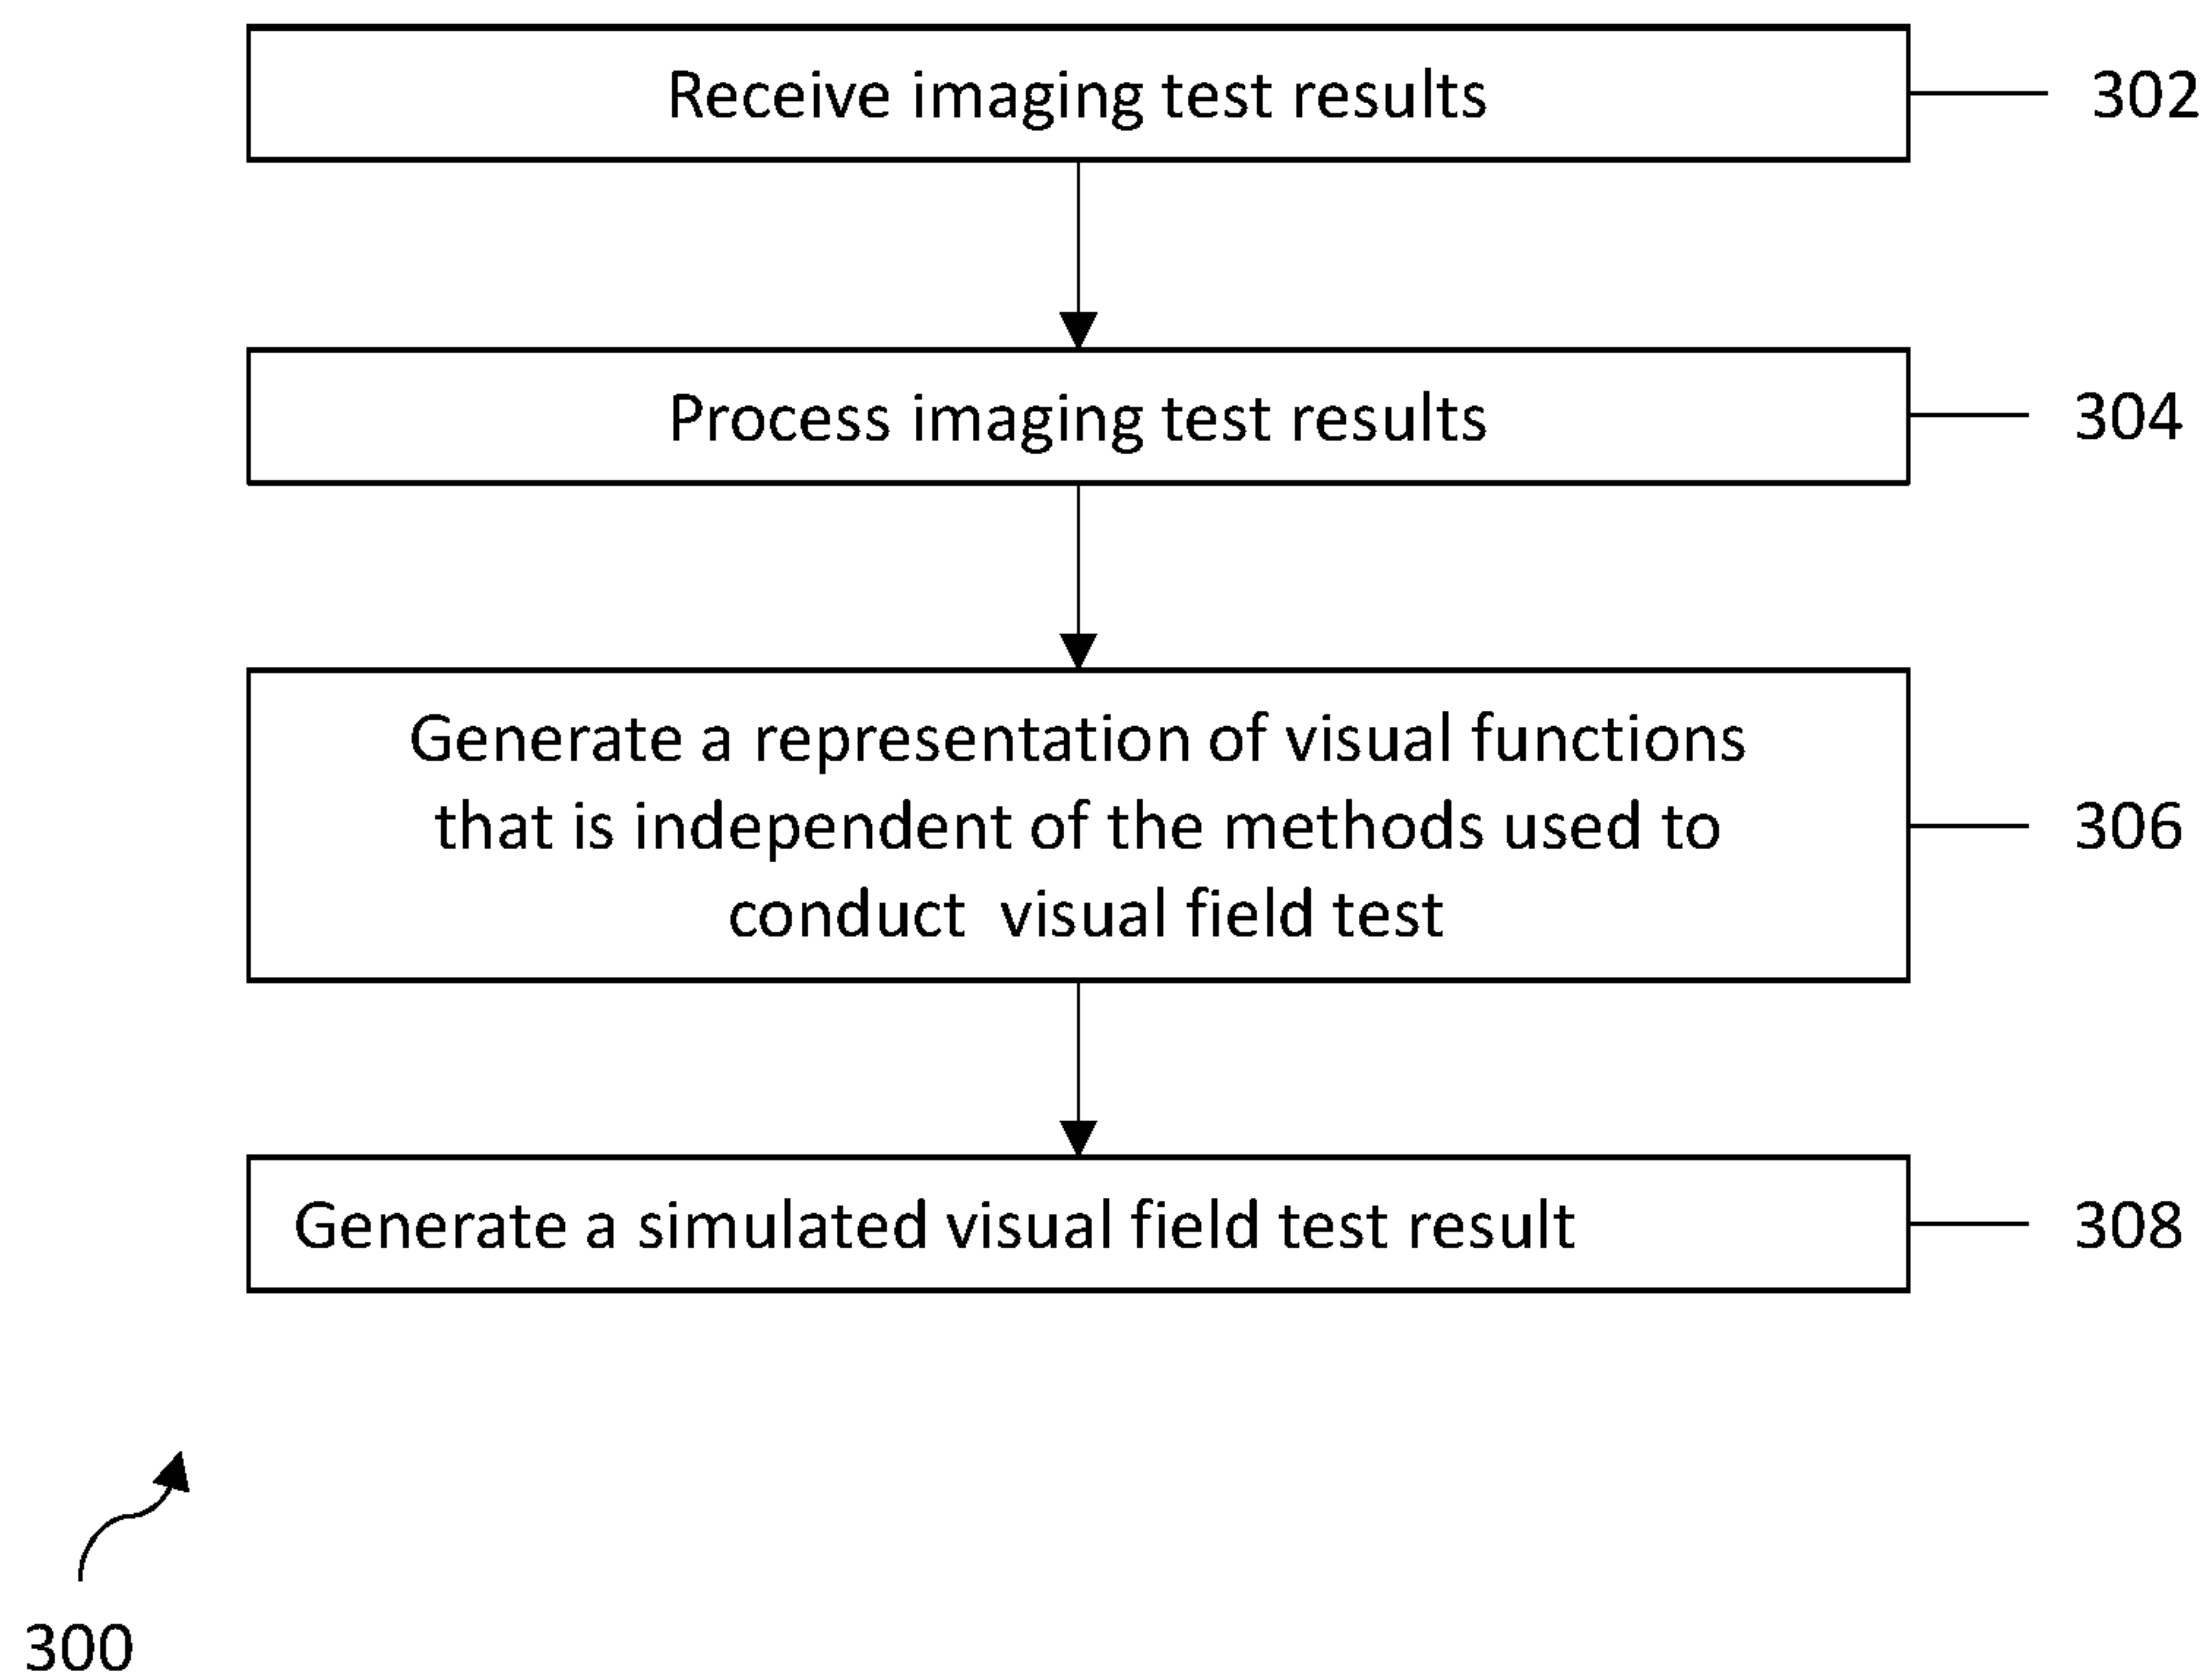 Receive imaging test results
302
Process imaging test results
304
Generate a representation of visual functions
that is independent of the methods used to
conduct visual field test
306
Generate a simulated visual field test result
308
300